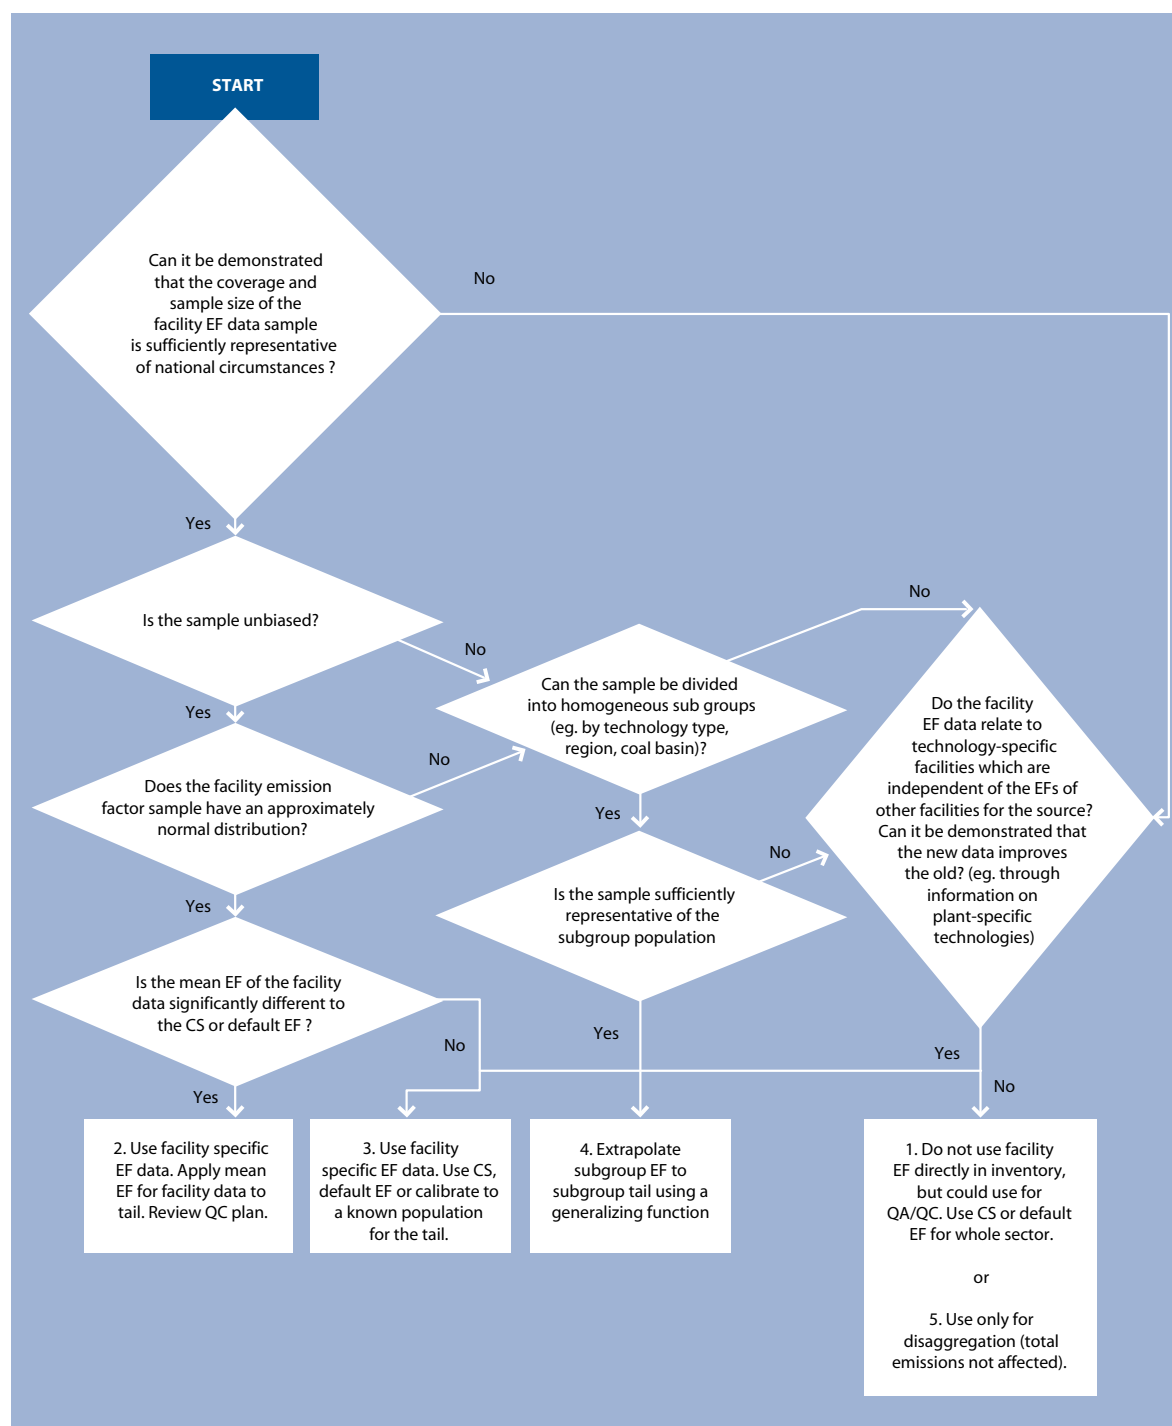 START
Can it be demonstrated
that the coverage and
sample size of the
facility EF data sample
is sufficiently representative
of national circumstances ?
No
Yes
Is the sample unbiased?
No
Yes
Can the sample be divided
into homogeneous sub groups
(eg. by technology type,
region, coal basin)?
No
Do the facility
EF data relate to
technology-specific
facilities which are
independent of the EFs of
other facilities for the source?
Can it be demonstrated that
the new data improves
the old? (eg. through
information on
plant-specific
technologies)
Does the facility emission
factor sample have an approximately
normal distribution?
No
Yes
Yes
Is the sample sufficiently
representative of the
subgroup population
No
Is the mean EF of the facility
data significantly different to
the CS or default EF ?
No
Yes
Yes
Yes
No
2. Use facility specific
EF data. Apply mean
EF for facility data to
tail. Review QC plan.
3. Use facility
specific EF data. Use CS,
default EF or calibrate to
a known population
for the tail.
4. Extrapolate
subgroup EF to
subgroup tail using a
generalizing function
1. Do not use facility
EF directly in inventory,
but could use for
QA/QC. Use CS or default
EF for whole sector.
or
5. Use only for
disaggregation (total
emissions not affected).